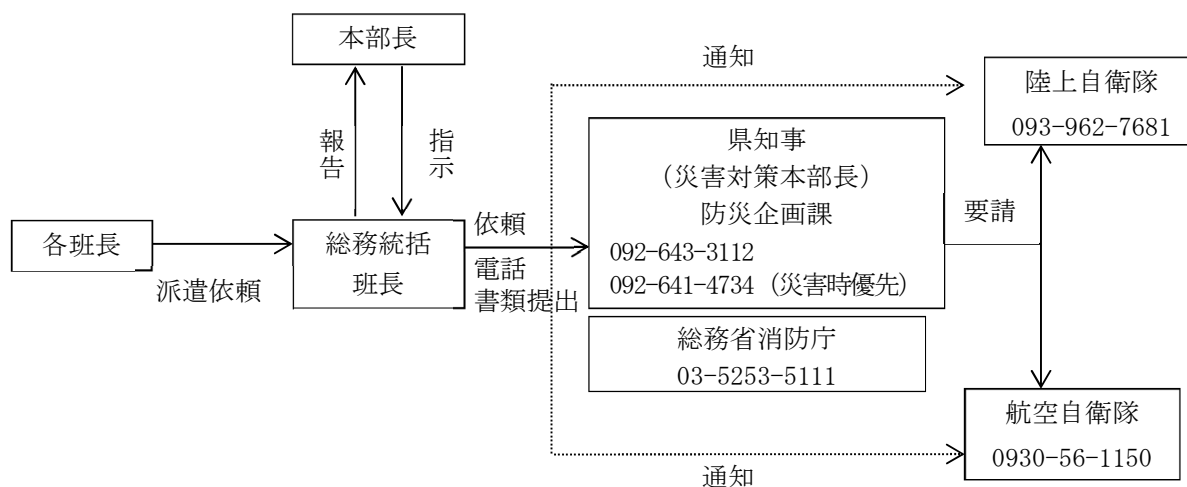 本部長
通知
陸上自衛隊
093-962-7681
報告
指示
県知事
(災害対策本部長)
防災企画課
092-643-3112
092-641-4734 (災害時優先)
要請
各班長
派遣依頼
総務統括
班長
依頼
電話
書類提出
総務省消防庁
03-5253-5111
航空自衛隊
0930-56-1150
通知